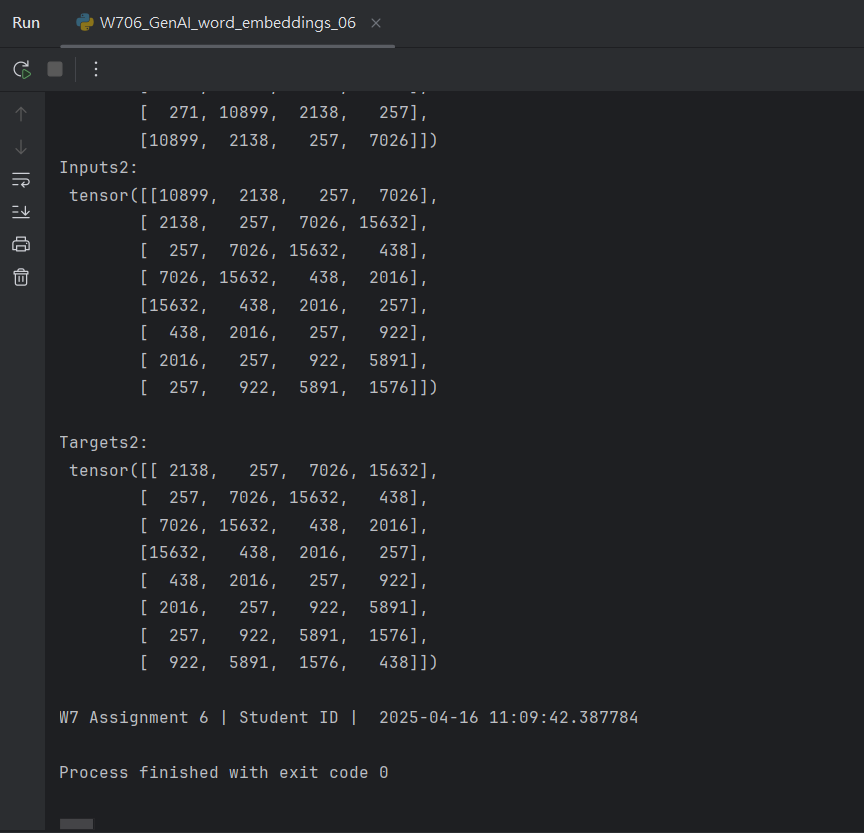 Run W706_GenAI_word_embeddings_06
[  271, 10899,  2138,   257],
[10899,  2138,   257,  7026]])
Inputs2:
 tensor([[10899,  2138,   257,  7026],
        [ 2138,   257,  7026, 15632],
        [  257,  7026, 15632,   438],
        [ 7026, 15632,   438,  2016],
        [15632,   438,  2016,   257],
        [  438,  2016,   257,   922],
        [ 2016,   257,   922,  5891],
        [  257,   922,  5891,  1576]])
Targets2:
 tensor([[ 2138,   257,  7026, 15632],
        [  257,  7026, 15632,   438],
        [ 7026, 15632,   438,  2016],
        [15632,   438,  2016,   257],
        [  438,  2016,   257,   922],
        [ 2016,   257,   922,  5891],
        [  257,   922,  5891,  1576],
        [  922,  5891,  1576,   438]])
W7 Assignment 6 | Student ID |  2025-04-16 11:09:42.387784
Process finished with exit code 0